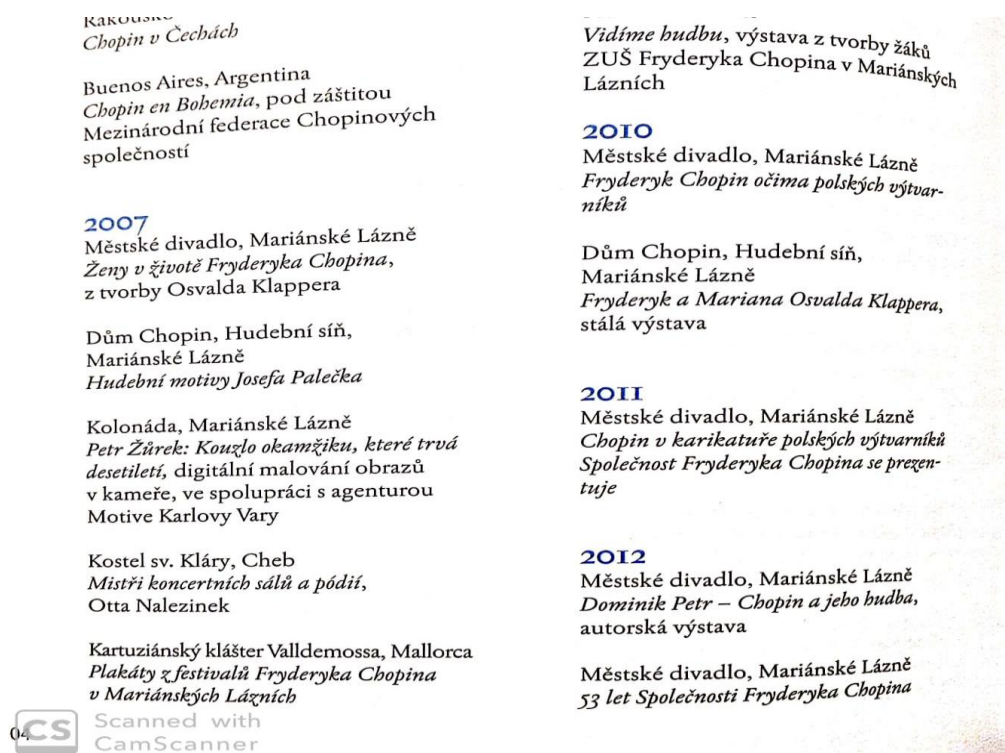 Chopin v Čechách
Buenos Aires, Argentina
Chopin en Bohemia, pod záštitou
Mezinárodní federace Chopinových
společností
2007
Městské divadlo, Mariánské Lázně
Ženy v životě Fryderyka Chopina,
z tvorby Osvalda Klappera
Dům Chopin, Hudební síň,
Mariánské Lázně
Hudební motivy Josefa Palečka
Kolonáda, Mariánské Lázně
Petr Žůrek: Kouzlo okamžiku, které trvá
desetiletí, digitální malování obrazů
v kameře, ve spolupráci s agenturou
Motive Karlovy Vary
Kostel sv. Kláry, Cheb
Mistři koncertních sálů a pódií,
Otta Nalezinek
Kartuziánský klášter Valldemossa, Mallorca
Plakáty z festivalů Fryderyka Chopina
v Mariánských Lázních
Vidíme hudbu, výstava z tvorby žáků
ZUŠ Fryderyka Chopina v Mariánských
Lázních
2010
Městské divadlo, Mariánské Lázně
Fryderyk Chopin očima polských výtvar-
níků
Dům Chopin, Hudební síň,
Mariánské Lázně
Fryderyk a Mariana Osvalda Klappera,
stálá výstava
2011
Městské divadlo, Mariánské Lázně
Chopin v karikatuře polských výtvarníků
Společnost Fryderyka Chopina se prezen-
tuje
2012
Městské divadlo, Mariánské Lázně
Dominik Petr – Chopin a jeho hudba,
autorská výstava
Městské divadlo, Mariánské Lázně
53 let Společnosti Fryderyka Chopina
CS
Scanned with
CamScanner